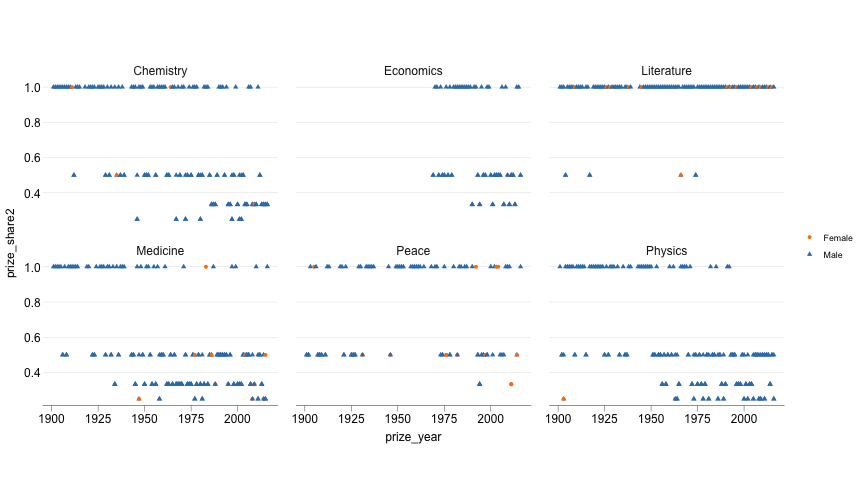 Chemistry Economics Literature
1.0
0.8
0.6
0.4
prize_share2
Medicine Peace Physics
1.0
0.8
0.6
0.4
1900 1925 1950 1975 2000 1900 1925 1950 1975 2000 1900 1925 1950 1975 2000
prize_year
Female
Male